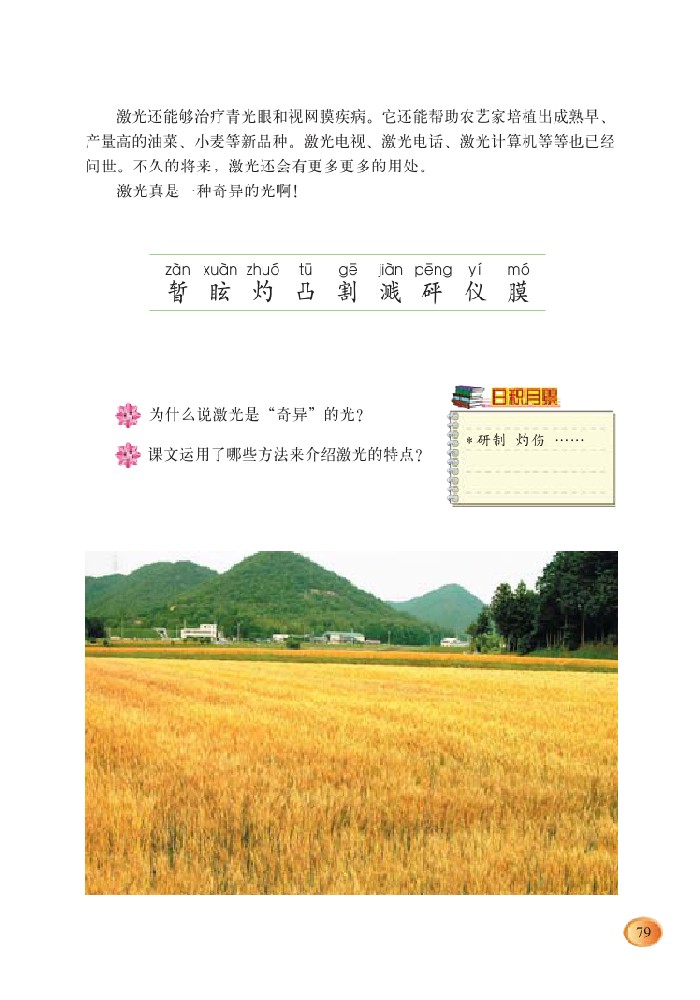 激光还能够治疗青光眼和视网膜疾病。它还能帮助农艺家培植出成熟早、
产量高的油菜、小麦等新品种。激光电视、激光电话、激光计算机等等也已经
问世。不久的将来，激光还会有更多更多的用处。
激光真是一种奇异的光啊！
zàn xuàn zhuó tū gē jiàn pēng yí mó
暂 眩 灼 凸 割 溅 砰 仪 膜
为什么说激光是“奇异”的光？
课文运用了哪些方法来介绍激光的特点？
日积月累
*研制 灼伤 ……
79